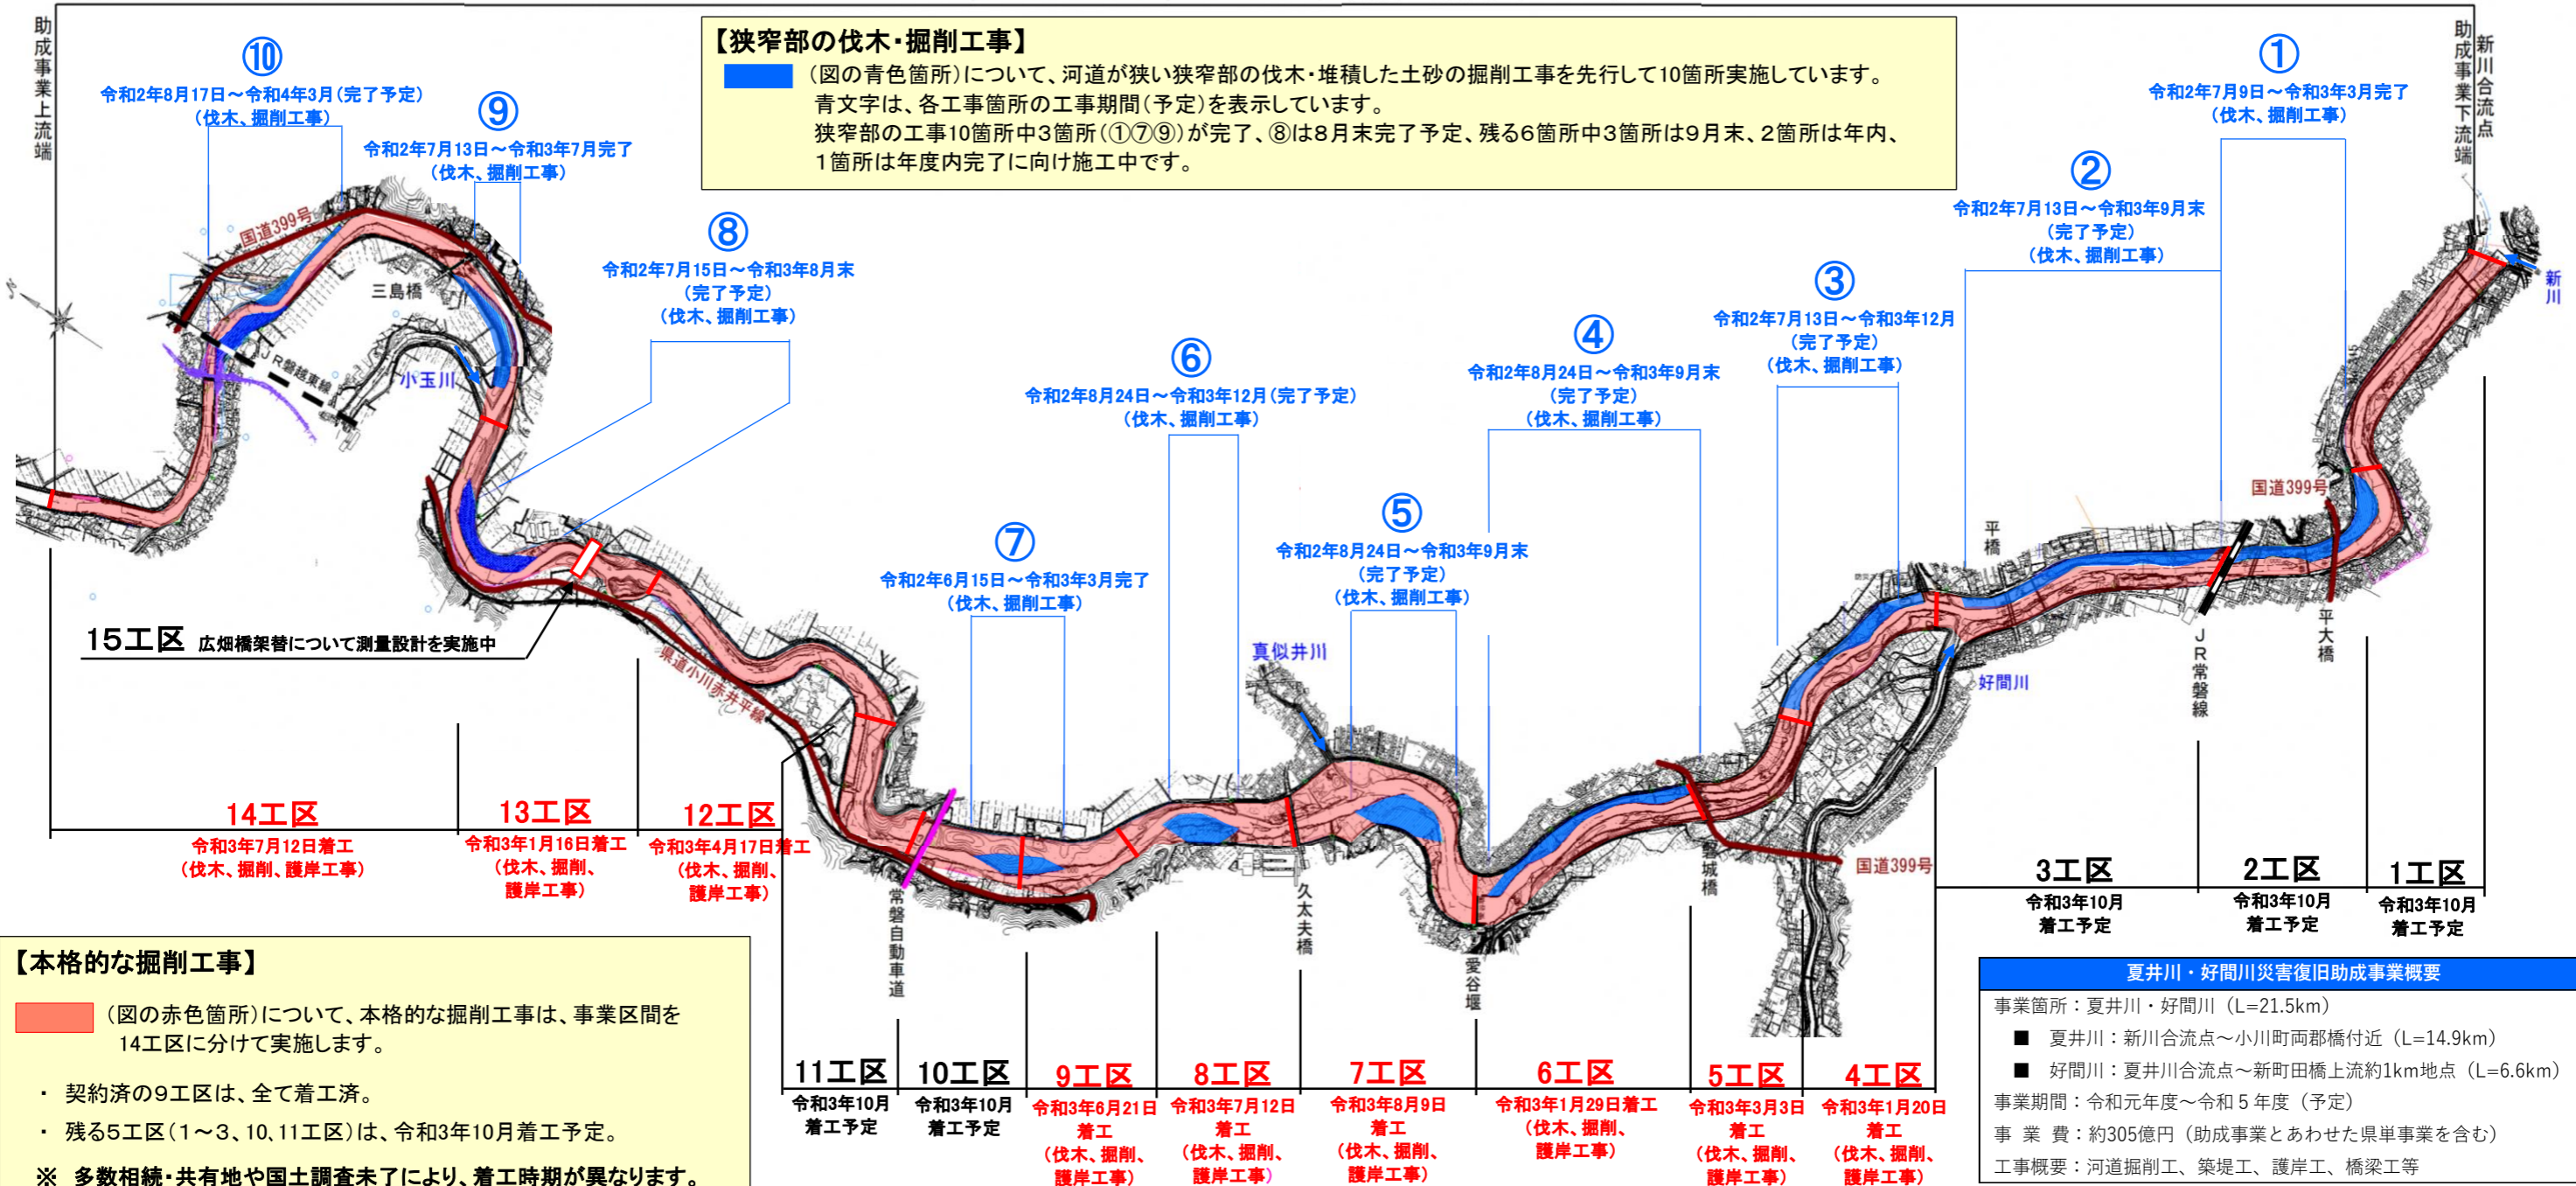 助成事業上流端
【狭窄部の伐木・掘削工事】
(図の青色箇所)について、河道が狭い狭窄部の伐木・堆積した土砂の掘削工事を先行して10箇所実施しています。
青文字は、各工事箇所の工事期間(予定)を表示しています。
狭窄部の工事10箇所中3箇所(①⑦⑨)が完了、⑧は8月末完了予定、残る6箇所中3箇所は9月末、2箇所は年内、
1箇所は年度内完了に向け施工中です。
助成事業下流端
新川合流点
⑩
令和2年8月17日～令和4年3月(完了予定)
(伐木、掘削工事)
⑨
令和2年7月13日～令和3年7月完了
(伐木、掘削工事)
⑧
令和2年7月15日～令和3年8月末
(完了予定)
(伐木、掘削工事)
⑦
令和2年6月15日～令和3年3月完了
(伐木、掘削工事)
⑥
令和2年8月24日～令和3年12月(完了予定)
(伐木、掘削工事)
⑤
令和2年8月24日～令和3年9月末
(完了予定)
(伐木、掘削工事)
④
令和2年8月24日～令和3年9月末
(完了予定)
(伐木、掘削工事)
③
令和2年7月13日～令和3年12月
(完了予定)
(伐木、掘削工事)
②
令和2年7月13日～令和3年9月末
(完了予定)
(伐木、掘削工事)
①
令和2年7月9日～令和3年3月完了
(伐木、掘削工事)
国道399号
三島橋
JR磐越東線
小玉川
県道小川赤井平線
真似井川
常磐自動車道
久太夫橋
愛谷堰
磐城橋
国道399号
好間川
平橋
JR常磐線
平大橋
国道399号
新川
15工区 広畑橋架替について測量設計を実施中
14工区
令和3年7月12日着工
(伐木、掘削、護岸工事)
13工区
令和3年1月16日着工
(伐木、掘削、
護岸工事)
12工区
令和3年4月17日着工
(伐木、掘削、
護岸工事)
11工区
令和3年10月
着工予定
10工区
令和3年10月
着工予定
9工区
令和3年6月21日
着工
(伐木、掘削、
護岸工事)
8工区
令和3年7月12日
着工
(伐木、掘削、
護岸工事)
7工区
令和3年8月9日
着工
(伐木、掘削、
護岸工事)
6工区
令和3年1月29日着工
(伐木、掘削、
護岸工事)
5工区
令和3年3月3日
着工
(伐木、掘削、
護岸工事)
4工区
令和3年1月20日
着工
(伐木、掘削、
護岸工事)
3工区
令和3年10月
着工予定
2工区
令和3年10月
着工予定
1工区
令和3年10月
着工予定
【本格的な掘削工事】
(図の赤色箇所)について、本格的な掘削工事は、事業区間を
14工区に分けて実施します。
・ 契約済の9工区は、全て着工済。
・ 残る5工区(1～3、10、11工区)は、令和3年10月着工予定。
※ 多数相続・共有地や国土調査未了により、着工時期が異なります。
夏井川・好間川災害復旧助成事業概要
事業箇所：夏井川・好間川（L=21.5km）
■ 夏井川：新川合流点～小川町両郡橋付近（L=14.9km）
■ 好間川：夏井川合流点～新町田橋上流約1km地点（L=6.6km）
事業期間：令和元年度～令和５年度（予定）
事 業 費：約305億円（助成事業とあわせた県単事業を含む）
工事概要：河道掘削工、築堤工、護岸工、橋梁工等